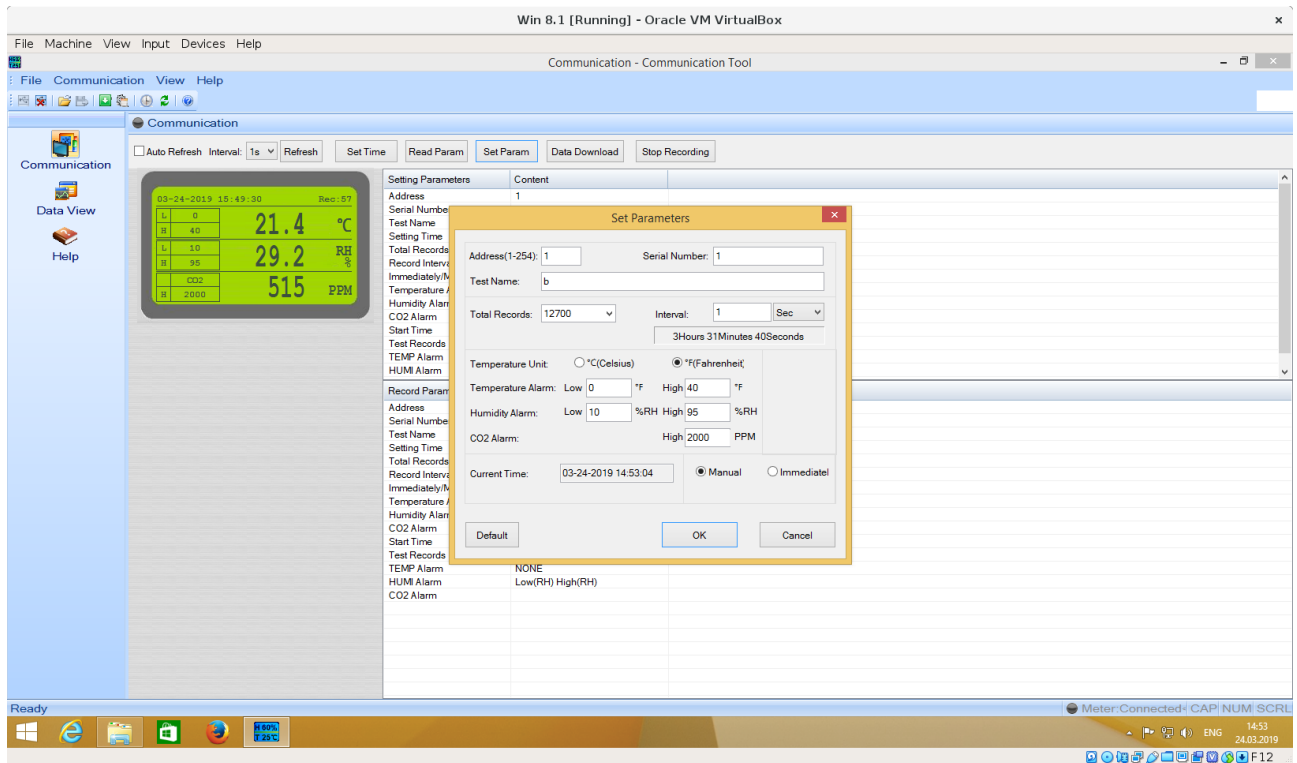 Win 8.1 [Running] - Oracle VM VirtualBox
File Machine View Input Devices Help
Communication - Communication Tool
File Communication View Help
Communication
Auto Refresh Interval: 1s Refresh Set Time Read Param Set Param Data Download Stop Recording
Communication
Data View
Help
03-24-2019 15:49:30 Rec:57
L 0
H 40
21.4 °C
L 10
H 95
29.2 RH %
CO2
H 2000
515 PPM
Setting Parameters Content
Address 1
Serial Numbe
Test Name
Setting Time
Total Records
Record Interva
Immediately/M
Temperature A
Humidity Alarm
CO2 Alarm
Start Time
Test Records
TEMP Alarm
HUMI Alarm
Record Param
Address
Serial Numbe
Test Name
Setting Time
Total Records
Record Interva
Immediately/M
Temperature A
Humidity Alarm
CO2 Alarm
Start Time
Test Records
TEMP Alarm NONE
HUMI Alarm Low(RH) High(RH)
CO2 Alarm
Set Parameters
Address(1-254): 1 Serial Number: 1
Test Name: b
Total Records: 12700 Interval: 1 Sec
3Hours 31Minutes 40Seconds
Temperature Unit: °C(Celsius) °F(Fahrenheit)
Temperature Alarm: Low 0 °F High 40 °F
Humidity Alarm: Low 10 %RH High 95 %RH
CO2 Alarm: High 2000 PPM
Current Time: 03-24-2019 14:53:04 Manual Immediatel
Default OK Cancel
Ready
Meter:Connected- CAP NUM SCRL
H 60%
T 25°C
ENG 14:53
24.03.2019
F12